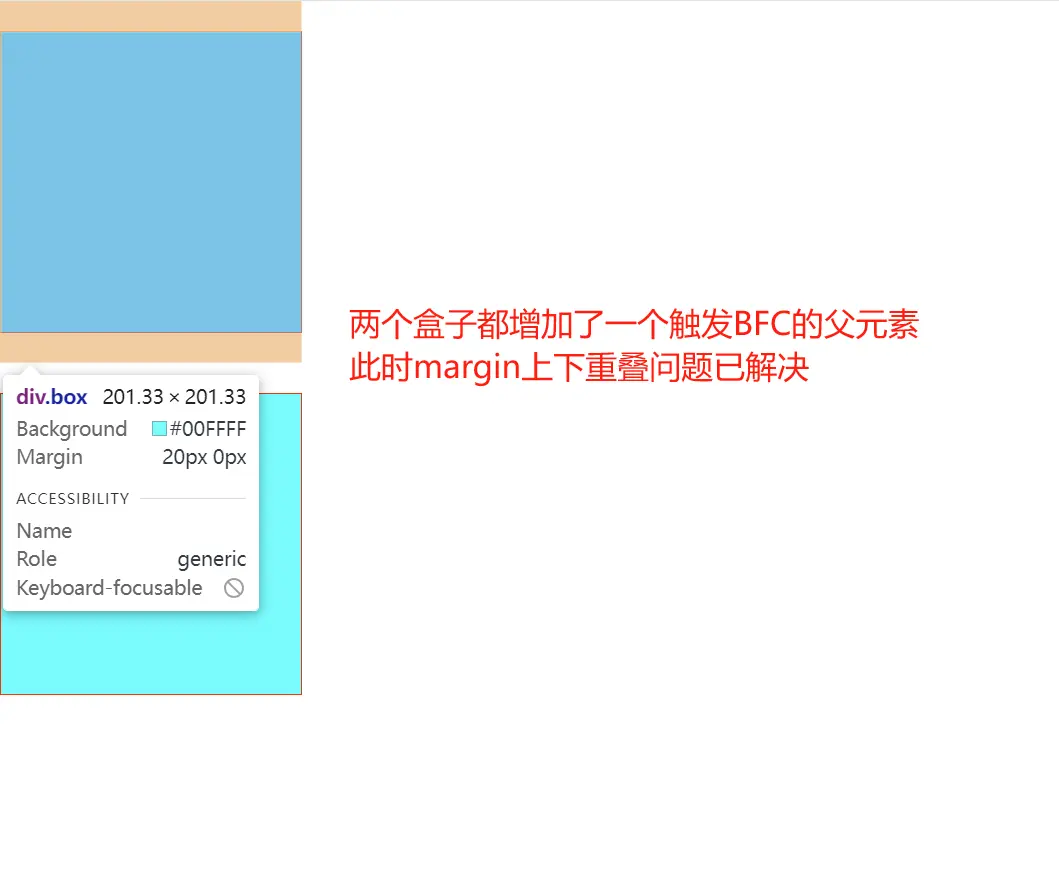 两个盒子都增加了一个触发BFC的父元素
此时margin上下重叠问题已解决
div.box 201.33 × 201.33
Background #00FFFF
Margin 20px 0px
ACCESSIBILITY
Name
Role generic
Keyboard-focusable